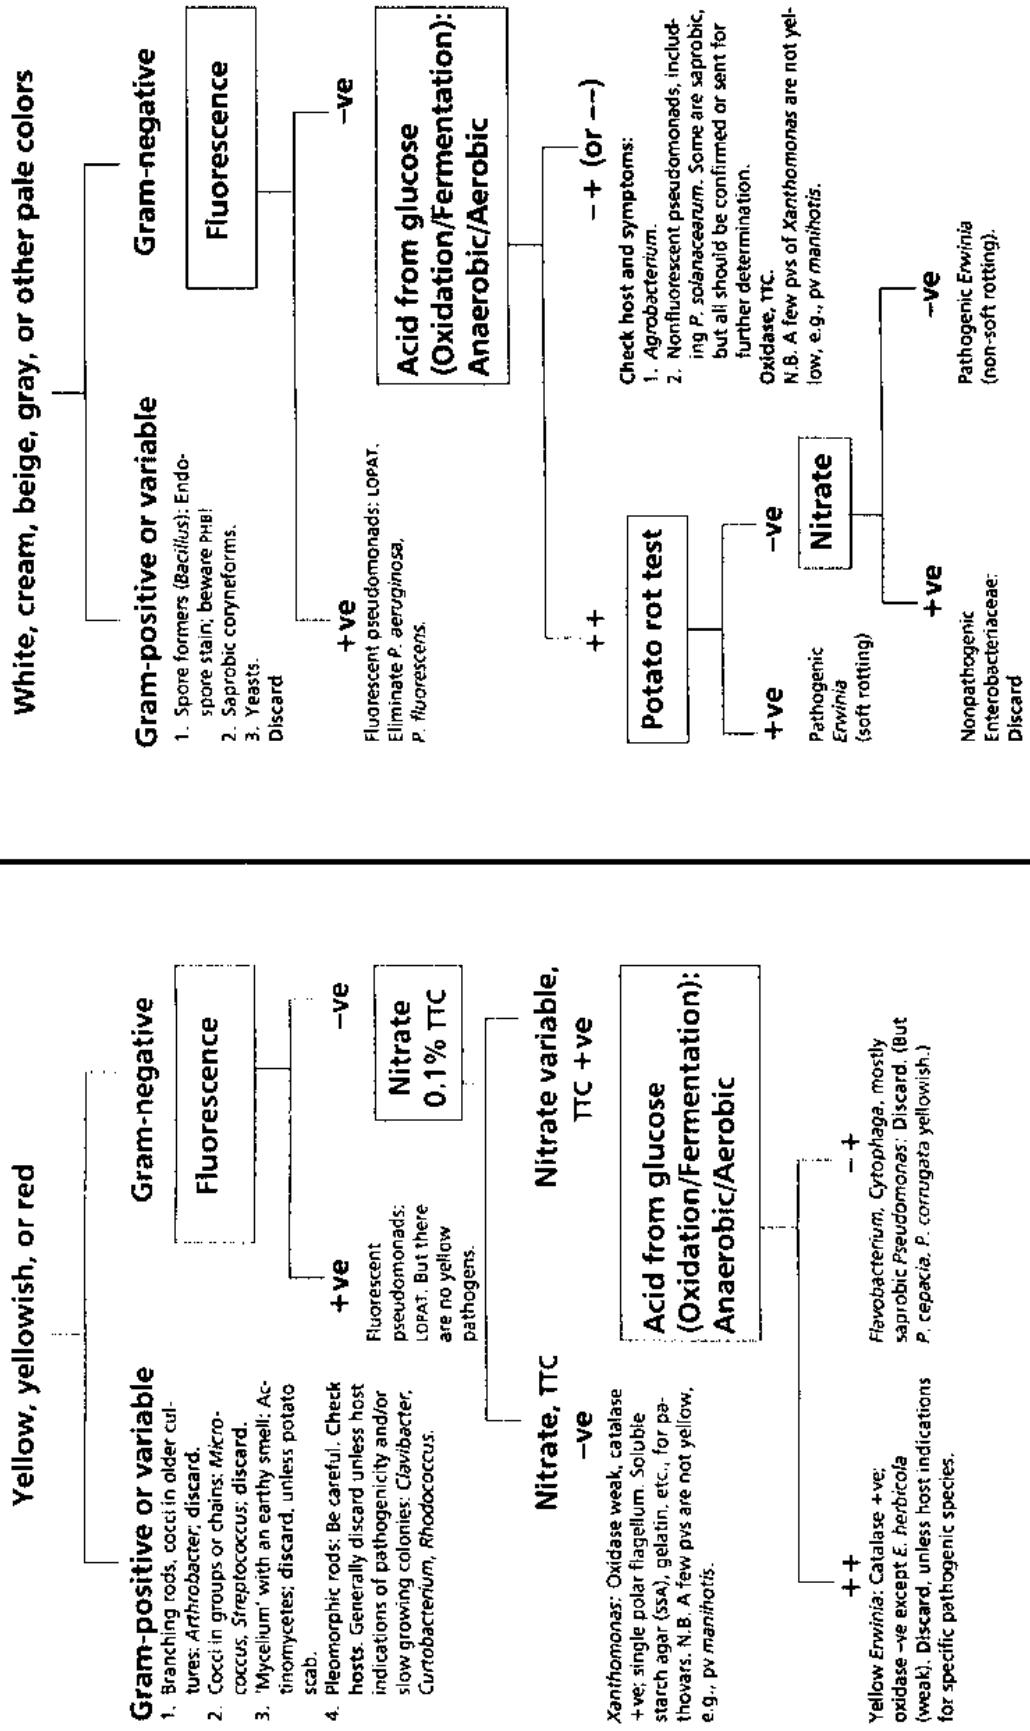 Yellow, yellowish, or red
Gram-positive or variable
1. Branching rods, cocci in older cul-
tures: Arthrobacter; discard.
2. Cocci in groups or chains: Micro-
coccus, Streptococcus; discard.
3. 'Mycelium' with an earthy smell: Ac-
tinomycetes; discard, unless potato
scab.
4. Pleomorphic rods: Be careful. Check
hosts. Generally discard unless host
indications of pathogenicity and/or
slow growing colonies: Clavibacter,
Curtobacterium, Rhodococcus.
Gram-negative
Fluorescence
+ve
Fluorescent
pseudomonads:
LOPAT. But there
are no yellow
pathogens.
−ve
Nitrate
0.1% TTC
Nitrate, TTC
−ve
Xanthomonas: Oxidase weak, catalase
+ve; single polar flagellum. Soluble
starch agar (SSA), gelatin, etc., for pa-
thovars. N.B. A few pvs are not yellow,
e.g., pv manihotis.
Nitrate variable,
TTC +ve
Acid from glucose
(Oxidation/Fermentation):
Anaerobic/Aerobic
++
Yellow Erwinia: Catalase +ve;
oxidase −ve except E. herbicola
(weak). Discard, unless host indications
for specific pathogenic species.
−+
Flavobacterium, Cytophaga, mostly
saprobic Pseudomonas: Discard. (But
P. cepacia, P. corrugata yellowish.)
White, cream, beige, gray, or other pale colors
Gram-positive or variable
1. Spore formers (Bacillus): Endo-
spore stain; beware PHB!
2. Saprobic coryneforms.
3. Yeasts.
Discard
Gram-negative
Fluorescence
+ve
Fluorescent pseudomonads: LOPAT.
Eliminate P. aeruginosa,
P. fluorescens.
−ve
Acid from glucose
(Oxidation/Fermentation):
Anaerobic/Aerobic
++
Potato rot test
+ve
Pathogenic
Erwinia
(soft rotting)
−ve
Nitrate
+ve
Nonpathogenic
Enterobacteriaceae:
Discard
−ve
Pathogenic Erwinia
(non-soft rotting).
−+ (or −−)
Check host and symptoms:
1. Agrobacterium.
2. Nonfluorescent pseudomonads, includ-
ing P. solanacearum. Some are saprobic,
but all should be confirmed or sent for
further determination.
Oxidase, TTC.
N.B. A few pvs of Xanthomonas are not yel-
low, e.g., pv manihotis.